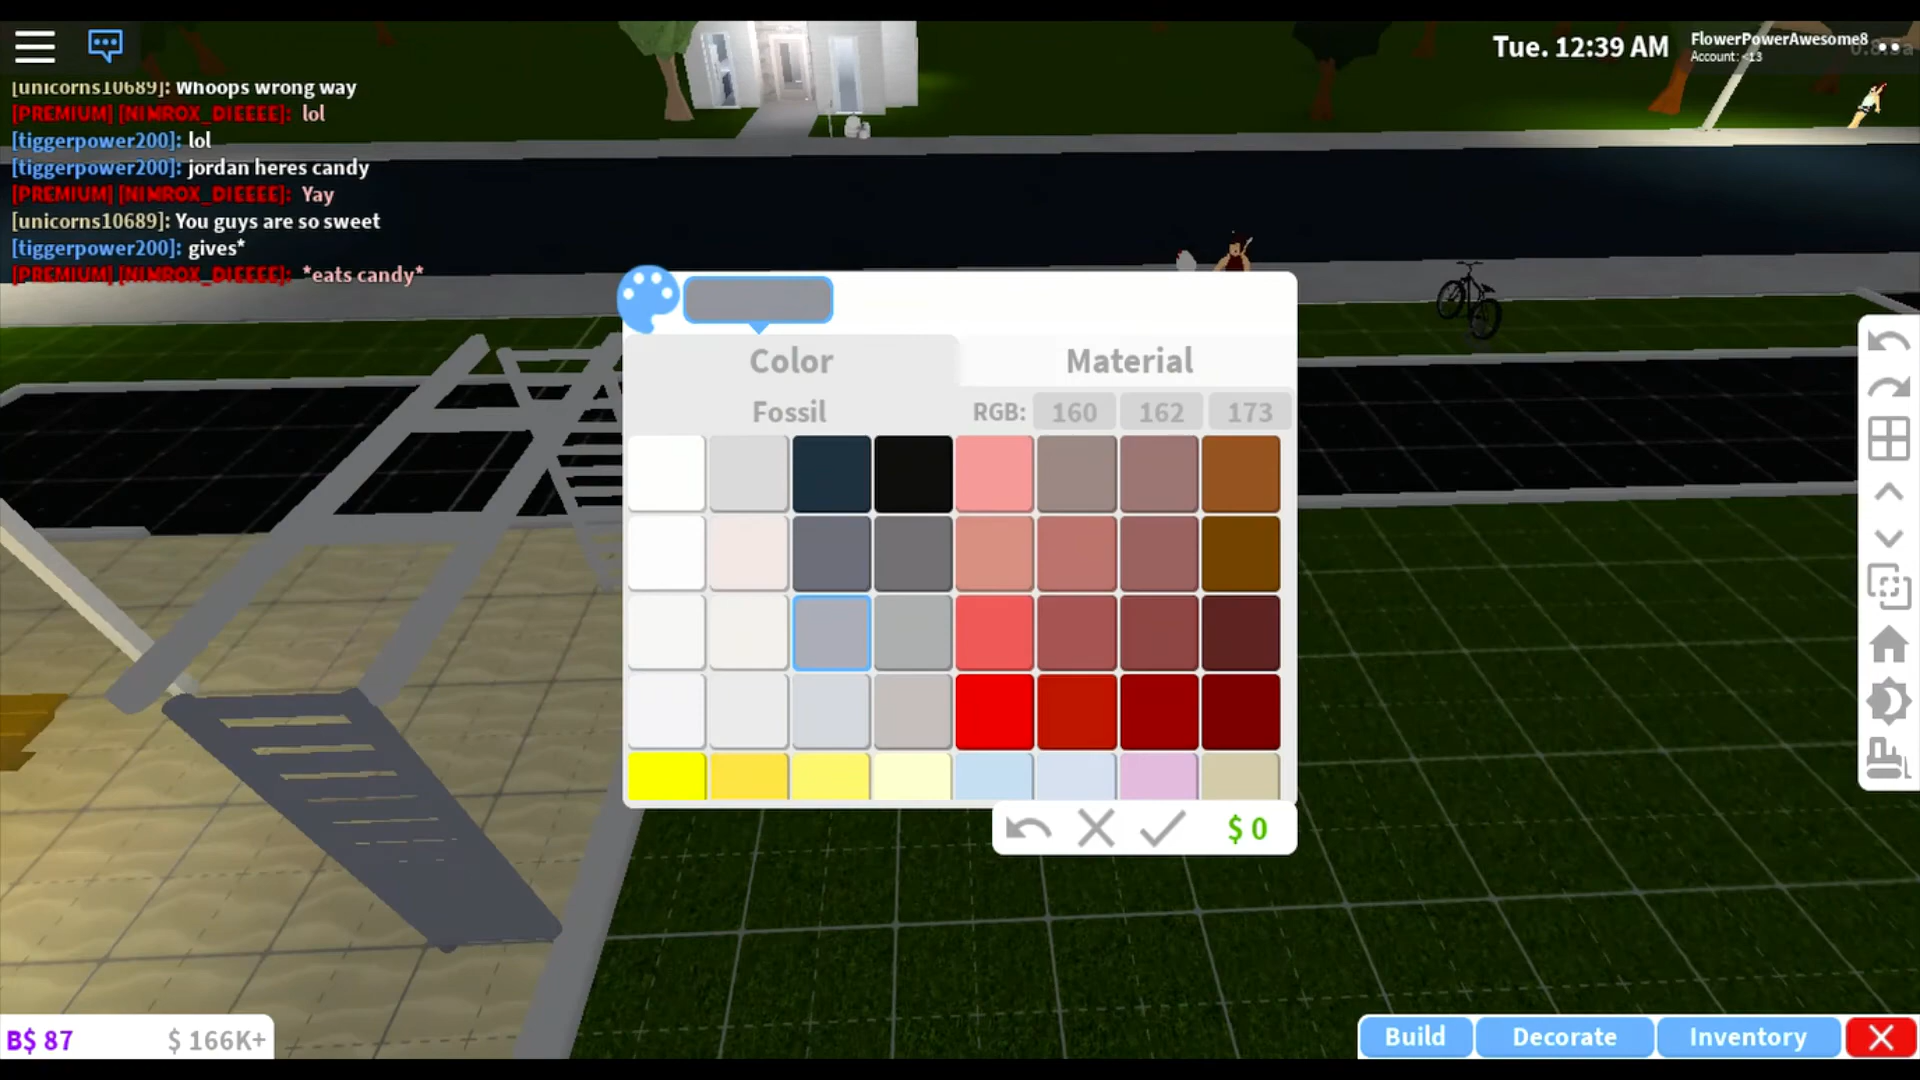 Tue. 12:39 AM
FlowerPowerAwesome8
Account: <13
[unicorns10689]: Whoops wrong way
[PREMIUM] [NIMROX_DIEEEE]: lol
[tiggerpower200]: lol
[tiggerpower200]: jordan heres candy
[PREMIUM] [NIMROX_DIEEEE]: Yay
[unicorns10689]: You guys are so sweet
[tiggerpower200]: gives*
[PREMIUM] [NIMROX_DIEEEE]: *eats candy*
Color Material
Fossil RGB: 160 162 173
$ 0
B$ 87 $ 166K+
Build Decorate Inventory